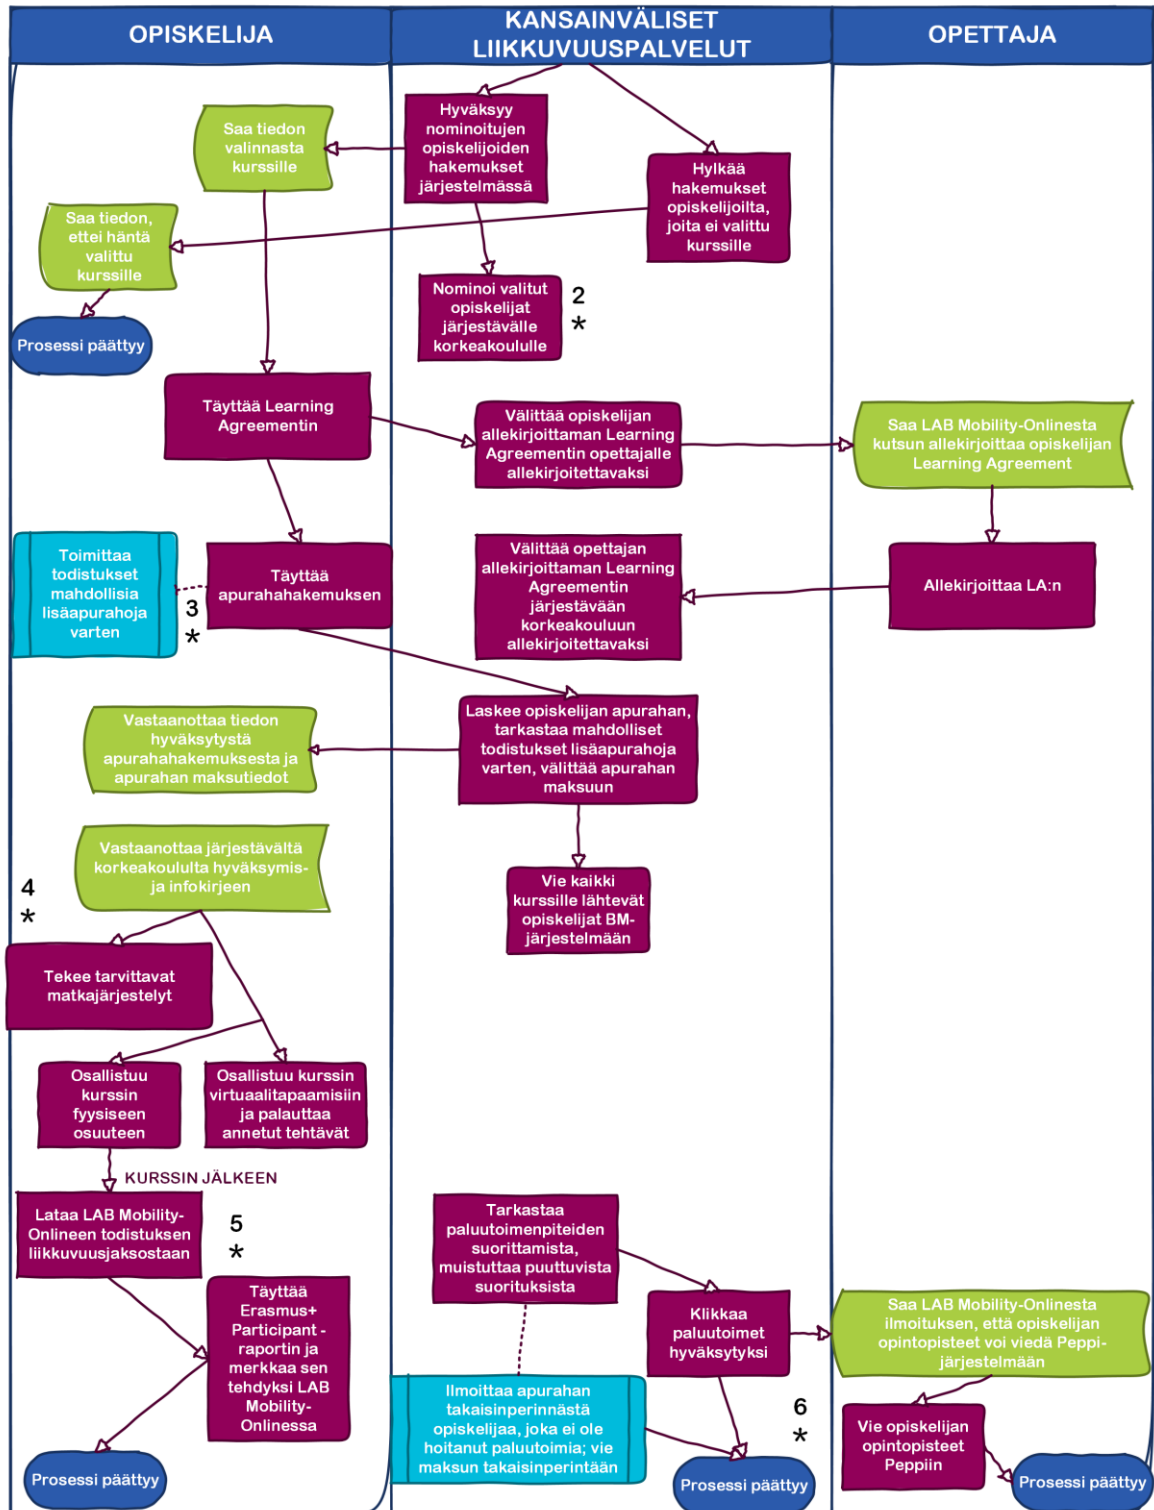 OPISKELIJA
KANSAINVÄLISET
LIIKKUVUUSPALVELUT
OPETTAJA
Hyväksyy
nominoitujen
opiskelijoiden
hakemukset
järjestelmässä
Saa tiedon
valinnasta
kurssille
Hylkää
hakemukset
opiskelijoilta,
joita ei valittu
kurssille
Saa tiedon,
ettei häntä
valittu
kurssille
Nominoi valitut
opiskelijat
järjestävälle
korkeakoululle
2
*
Prosessi päättyy
Täyttää Learning
Agreementin
Välittää opiskelijan
allekirjoittaman Learning
Agreementin opettajalle
allekirjoitettavaksi
Saa LAB Mobility-Onlinesta
kutsun allekirjoittaa opiskelijan
Learning Agreement
Toimittaa
todistukset
mahdollisia
lisäapurahoja
varten
3
*
Täyttää
apurahahakemuksen
Välittää opettajan
allekirjoittaman Learning
Agreementin
järjestävään
korkeakouluun
allekirjoitettavaksi
Allekirjoittaa LA:n
Laskee opiskelijan apurahan,
tarkastaa mahdolliset
todistukset lisäapurahoja
varten, välittää apurahan
maksuun
Vastaanottaa tiedon
hyväksytystä
apurahahakemuksesta ja
apurahan maksutiedot
Vastaanottaa järjestävältä
korkeakoululta hyväksymis-
ja infokirjeen
4
*
Vie kaikki
kurssille lähtevät
opiskelijat BM-
järjestelmään
Tekee tarvittavat
matkajärjestelyt
Osallistuu
kurssin
fyysiseen
osuuteen
Osallistuu kurssin
virtuaalitapaamisiin
ja palauttaa
annetut tehtävät
KURSSIN JÄLKEEN
Lataa LAB Mobility-
Onlineen todistuksen
liikkuvuusjaksostaan
5
*
Tarkastaa
paluutoimenpiteiden
suorittamista,
muistuttaa puuttuvista
suorituksista
Täyttää
Erasmus+
Participant -
raportin ja
merkkaa sen
tehdyksi LAB
Mobility-
Onlinessa
Klikkaa
paluutoimet
hyväksytyksi
Saa LAB Mobility-Onlinesta
ilmoituksen, että opiskelijan
opintopisteet voi viedä Peppi-
järjestelmään
Ilmoittaa apurahan
takaisinperinnästä
opiskelijaa, joka ei ole
hoitanut paluutoimia; vie
maksun takaisinperintään
6
*
Vie opiskelijan
opintopisteet
Peppiin
Prosessi päättyy
Prosessi päättyy
Prosessi päättyy